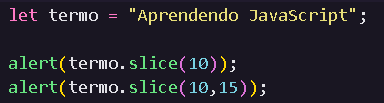 let termo = "Aprendendo JavaScript";
alert(termo.slice(10));
alert(termo.slice(10,15));